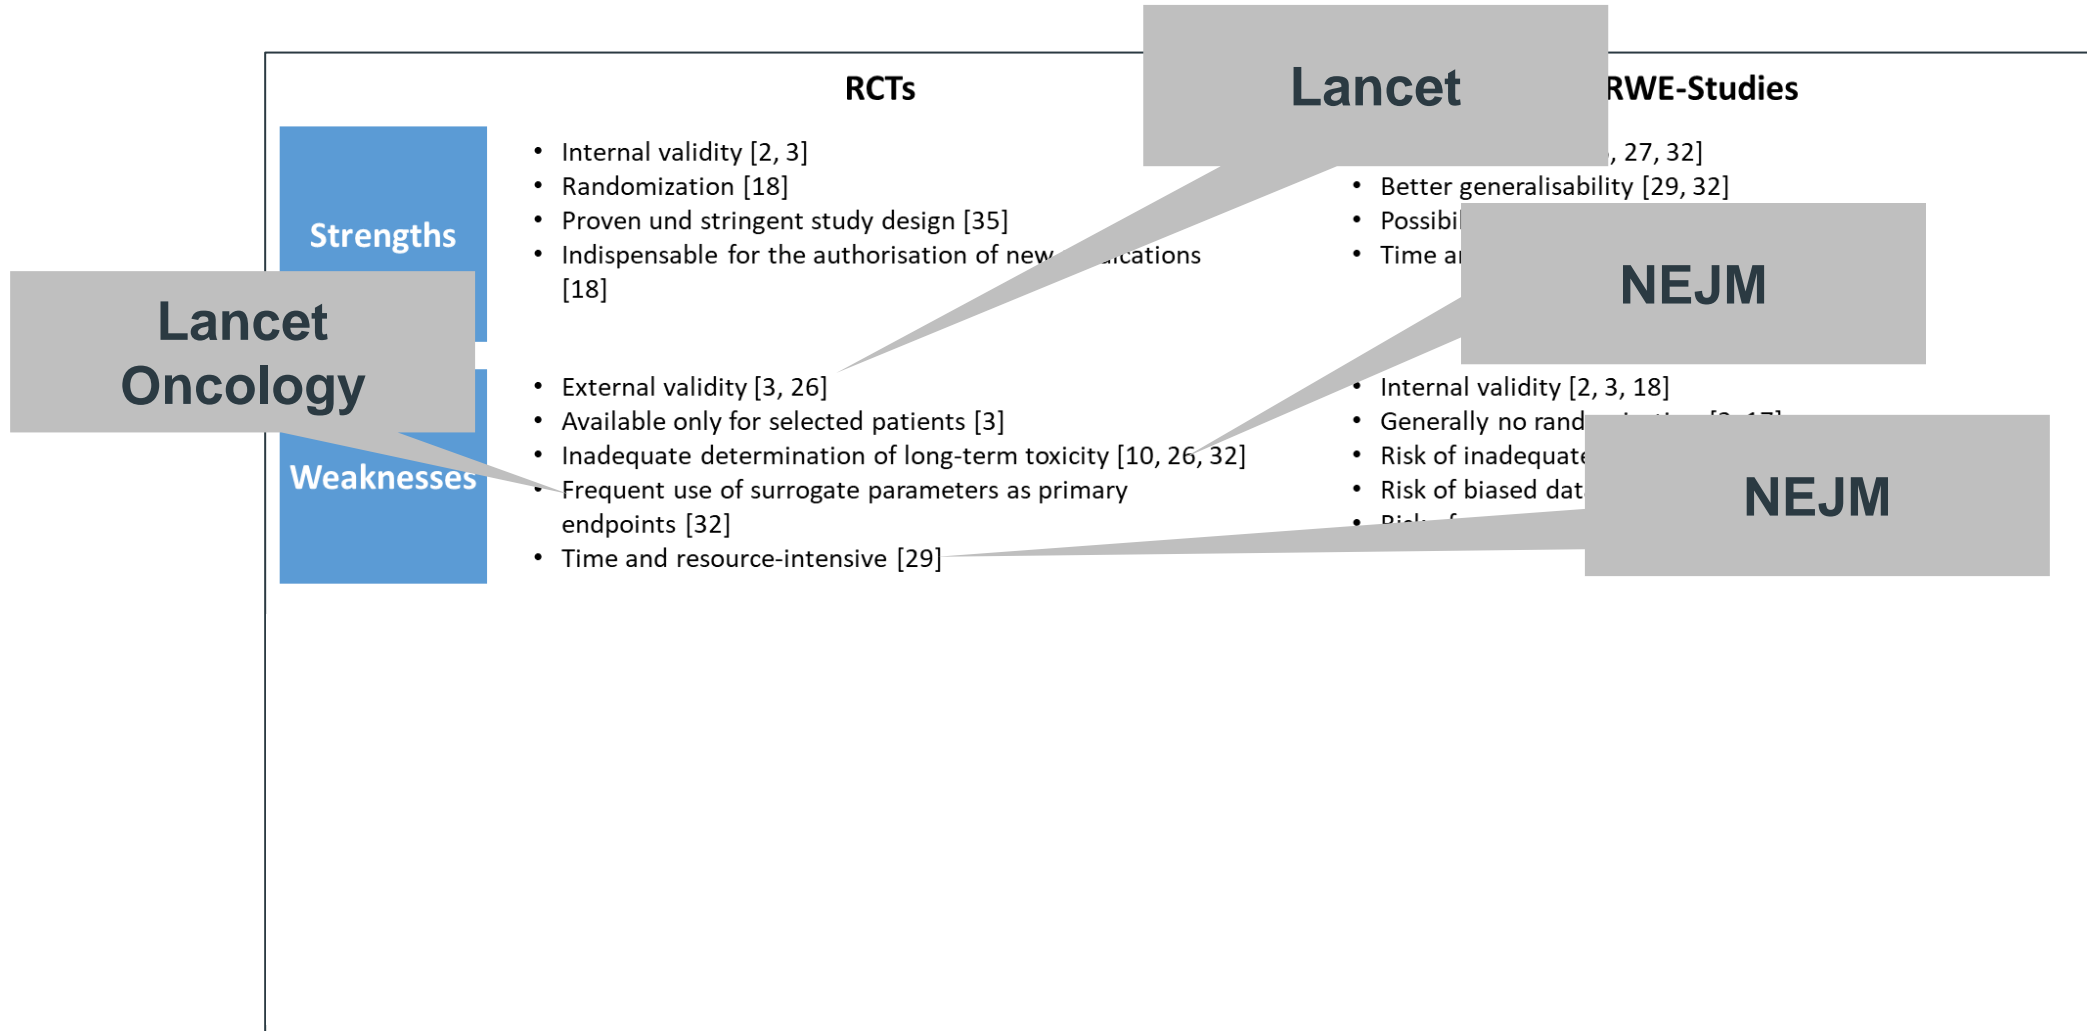 Lancet
RCTs
RWE-Studies
Strengths
• Internal validity [2, 3]
• Randomization [18]
• Proven und stringent study design [35]
• Indispensable for the authorisation of new
[18]
, 27, 32]
• Better generalisability [29, 32]
•
• Time
NEJM
Lancet
Oncology
Weaknesses
• External validity [3, 26]
• Available only for selected patients [3]
• Inadequate determination of long-term toxicity [10, 26, 32]
• Frequent use of surrogate parameters as primary
endpoints [32]
• Time and resource-intensive [29]
• Internal validity [2, 3, 18]
• Generally no
• Risk of inadequate
• Risk of biased
• Risk of
NEJM